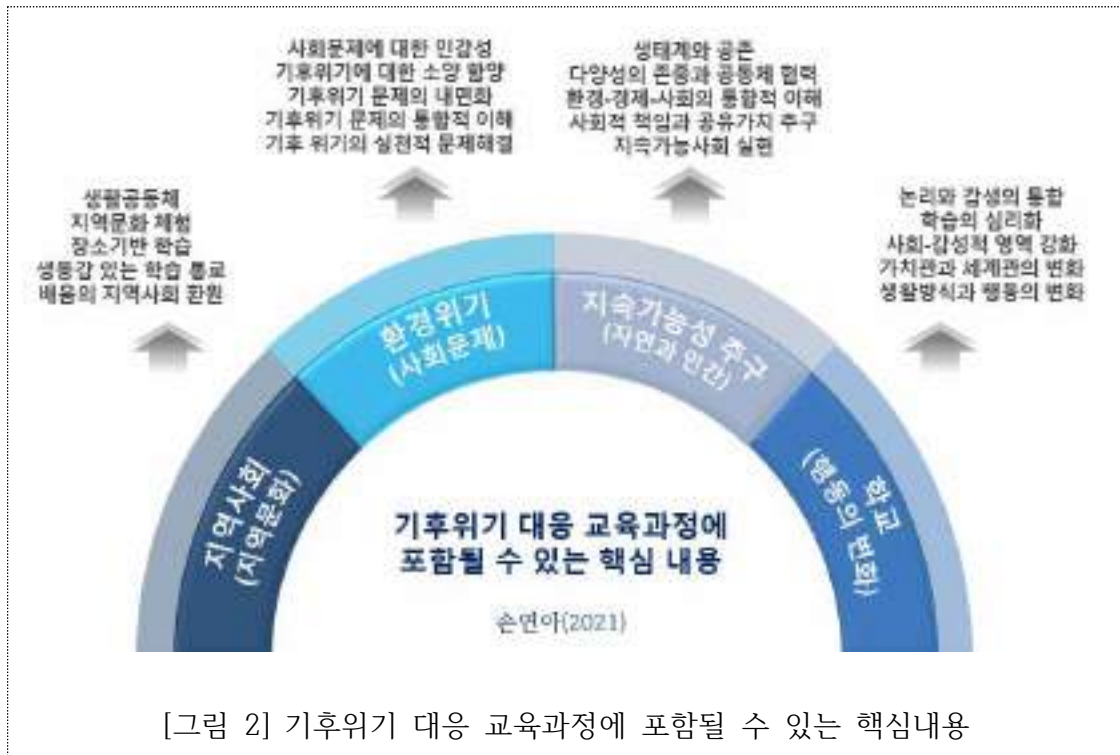 사회문제에 대한 민감성
기후위기에 대한 소양 함양
기후위기 문제의 내면화
기후위기 문제의 통합적 이해
기후 위기의 실천적 문제해결
생태계와 공존
다양성의 존중과 공동체 협력
환경-경제-사회의 통합적 이해
사회적 책임과 공유가치 추구
지속가능사회 실현
생활공동체
지역문화 체험
장소기반 학습
생동감 있는 학습 통로
배움의 지역사회 환원
논리와 감성의 통합
학습의 심리화
사회-감성적 영역 강화
가치관과 세계관의 변화
생활방식과 행동의 변화
지역사회
(지역문화)
환경위기
(사회문제)
지속가능성 추구
(자연과 인간)
학교
(행동의 변화)
기후위기 대응 교육과정에
포함될 수 있는 핵심 내용
손연아(2021)
[그림 2] 기후위기 대응 교육과정에 포함될 수 있는 핵심내용